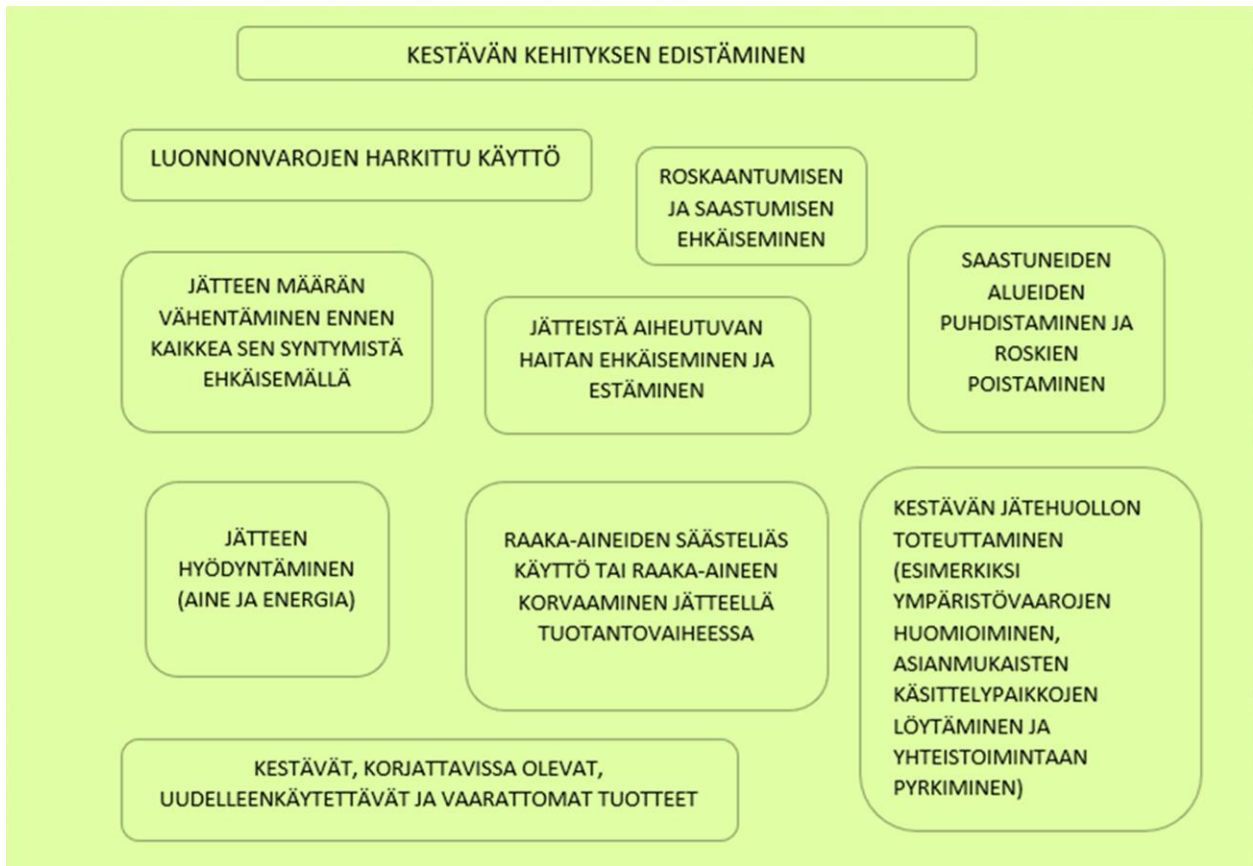 KESTÄVÄN KEHITYKSEN EDISTÄMINEN
LUONNONVAROJEN HARKITTU KÄYTTÖ
ROSKAANTUMISEN
JA SAASTUMISEN
EHKÄISEMINEN
JÄTTEEN MÄÄRÄN
VÄHENTÄMINEN ENNEN
KAIKKEA SEN SYNTYMISTÄ
EHKÄISEMÄLLÄ
JÄTTEISTÄ AIHEUTUVAN
HAITAN EHKÄISEMINEN JA
ESTÄMINEN
SAASTUNEIDEN
ALUEIDEN
PUHDISTAMINEN JA
ROSKIEN
POISTAMINEN
JÄTTEEN
HYÖDYNTÄMINEN
(AINE JA ENERGIA)
RAAKA-AINEIDEN SÄÄSTELIÄS
KÄYTTÖ TAI RAAKA-AINEEN
KORVAAMINEN JÄTTEELLÄ
TUOTANTOVAIHEESSA
KESTÄVÄN JÄTEHUOLLON
TOTEUTTAMINEN
(ESIMERKIKSI
YMPÄRISTÖVAAROJEN
HUOMIOIMINEN,
ASIANMUKAISTEN
KÄSITTELYPAIKKOJEN
LÖYTÄMINEN JA
YHTEISTOIMINTAAN
PYRKIMINEN)
KESTÄVÄT, KORJATTAVISSA OLEVAT,
UUDELLEENKÄYTETTÄVÄT JA VAARATTOMAT TUOTTEET